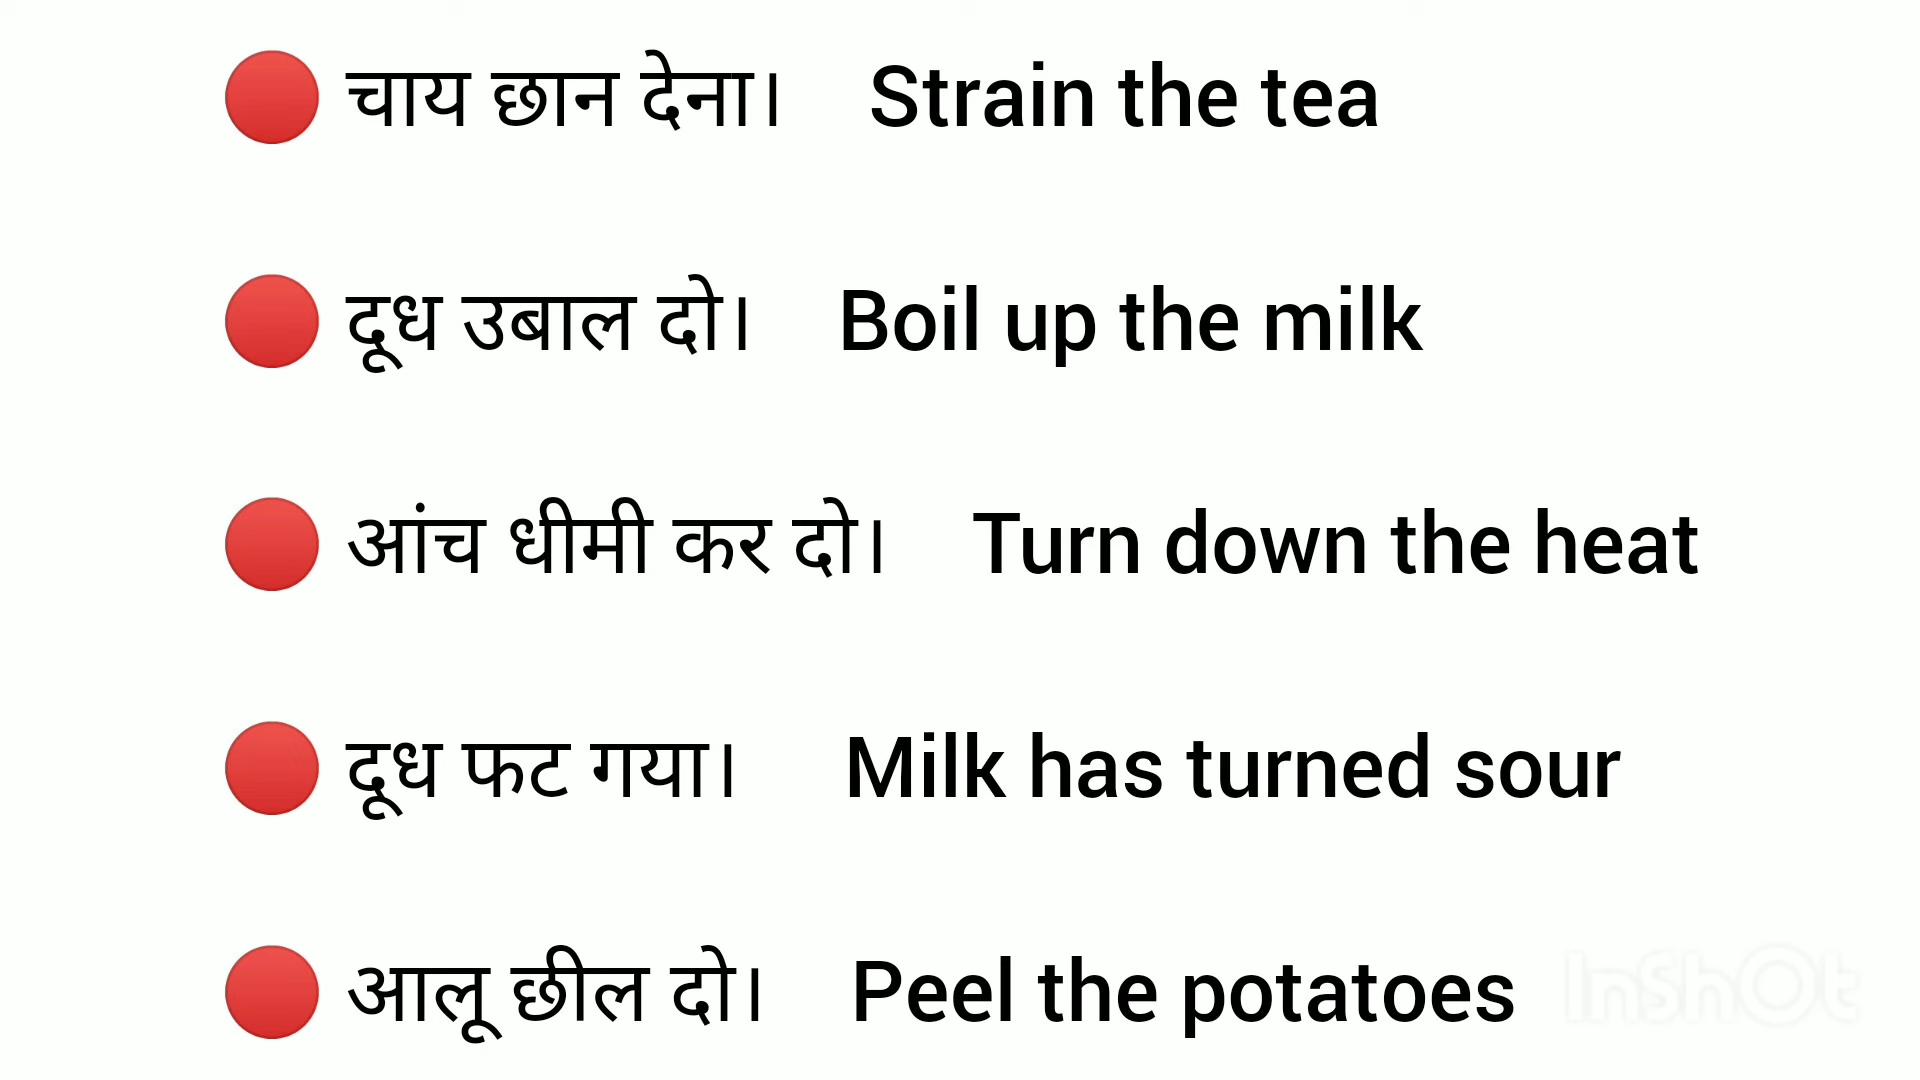 🔴 चाय छान देना। Strain the tea
🔴 दूध उबाल दो। Boil up the milk
🔴 आंच धीमी कर दो। Turn down the heat
🔴 दूध फट गया। Milk has turned sour
🔴 आलू छील दो। Peel the potatoes
InShOt